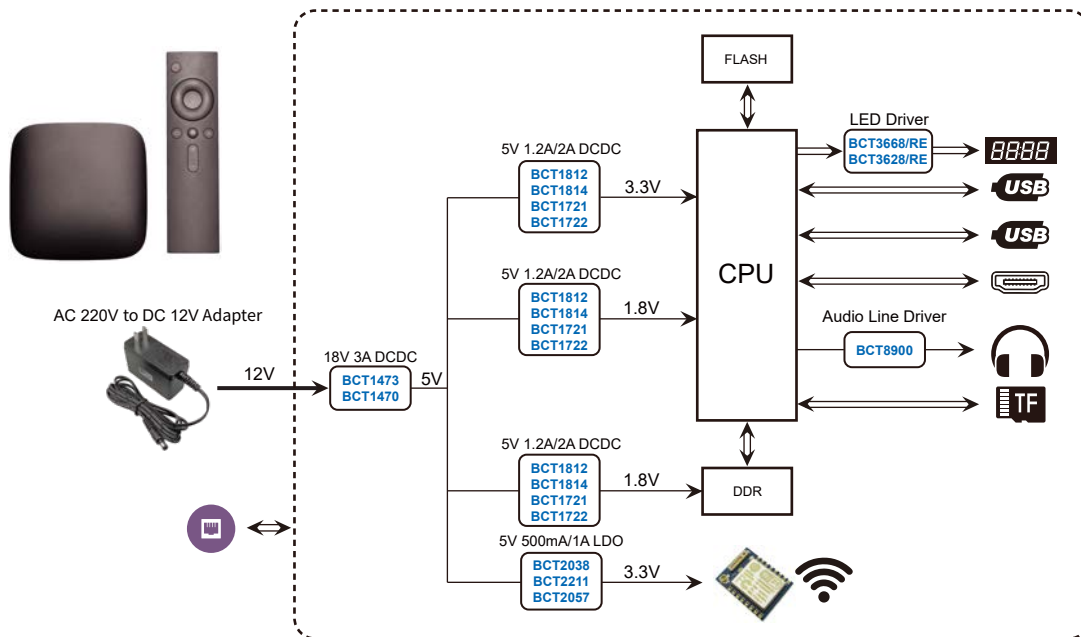 FLASH
LED Driver
BCT3668/RE
BCT3628/RE
88:88
USB
USB
5V 1.2A/2A DCDC
BCT1812
BCT1814
BCT1721
BCT1722
3.3V
CPU
5V 1.2A/2A DCDC
BCT1812
BCT1814
BCT1721
BCT1722
1.8V
AC 220V to DC 12V Adapter
12V
18V 3A DCDC
BCT1473
BCT1470
5V
Audio Line Driver
BCT8900
TF
5V 1.2A/2A DCDC
BCT1812
BCT1814
BCT1721
BCT1722
1.8V
DDR
5V 500mA/1A LDO
BCT2038
BCT2211
BCT2057
3.3V